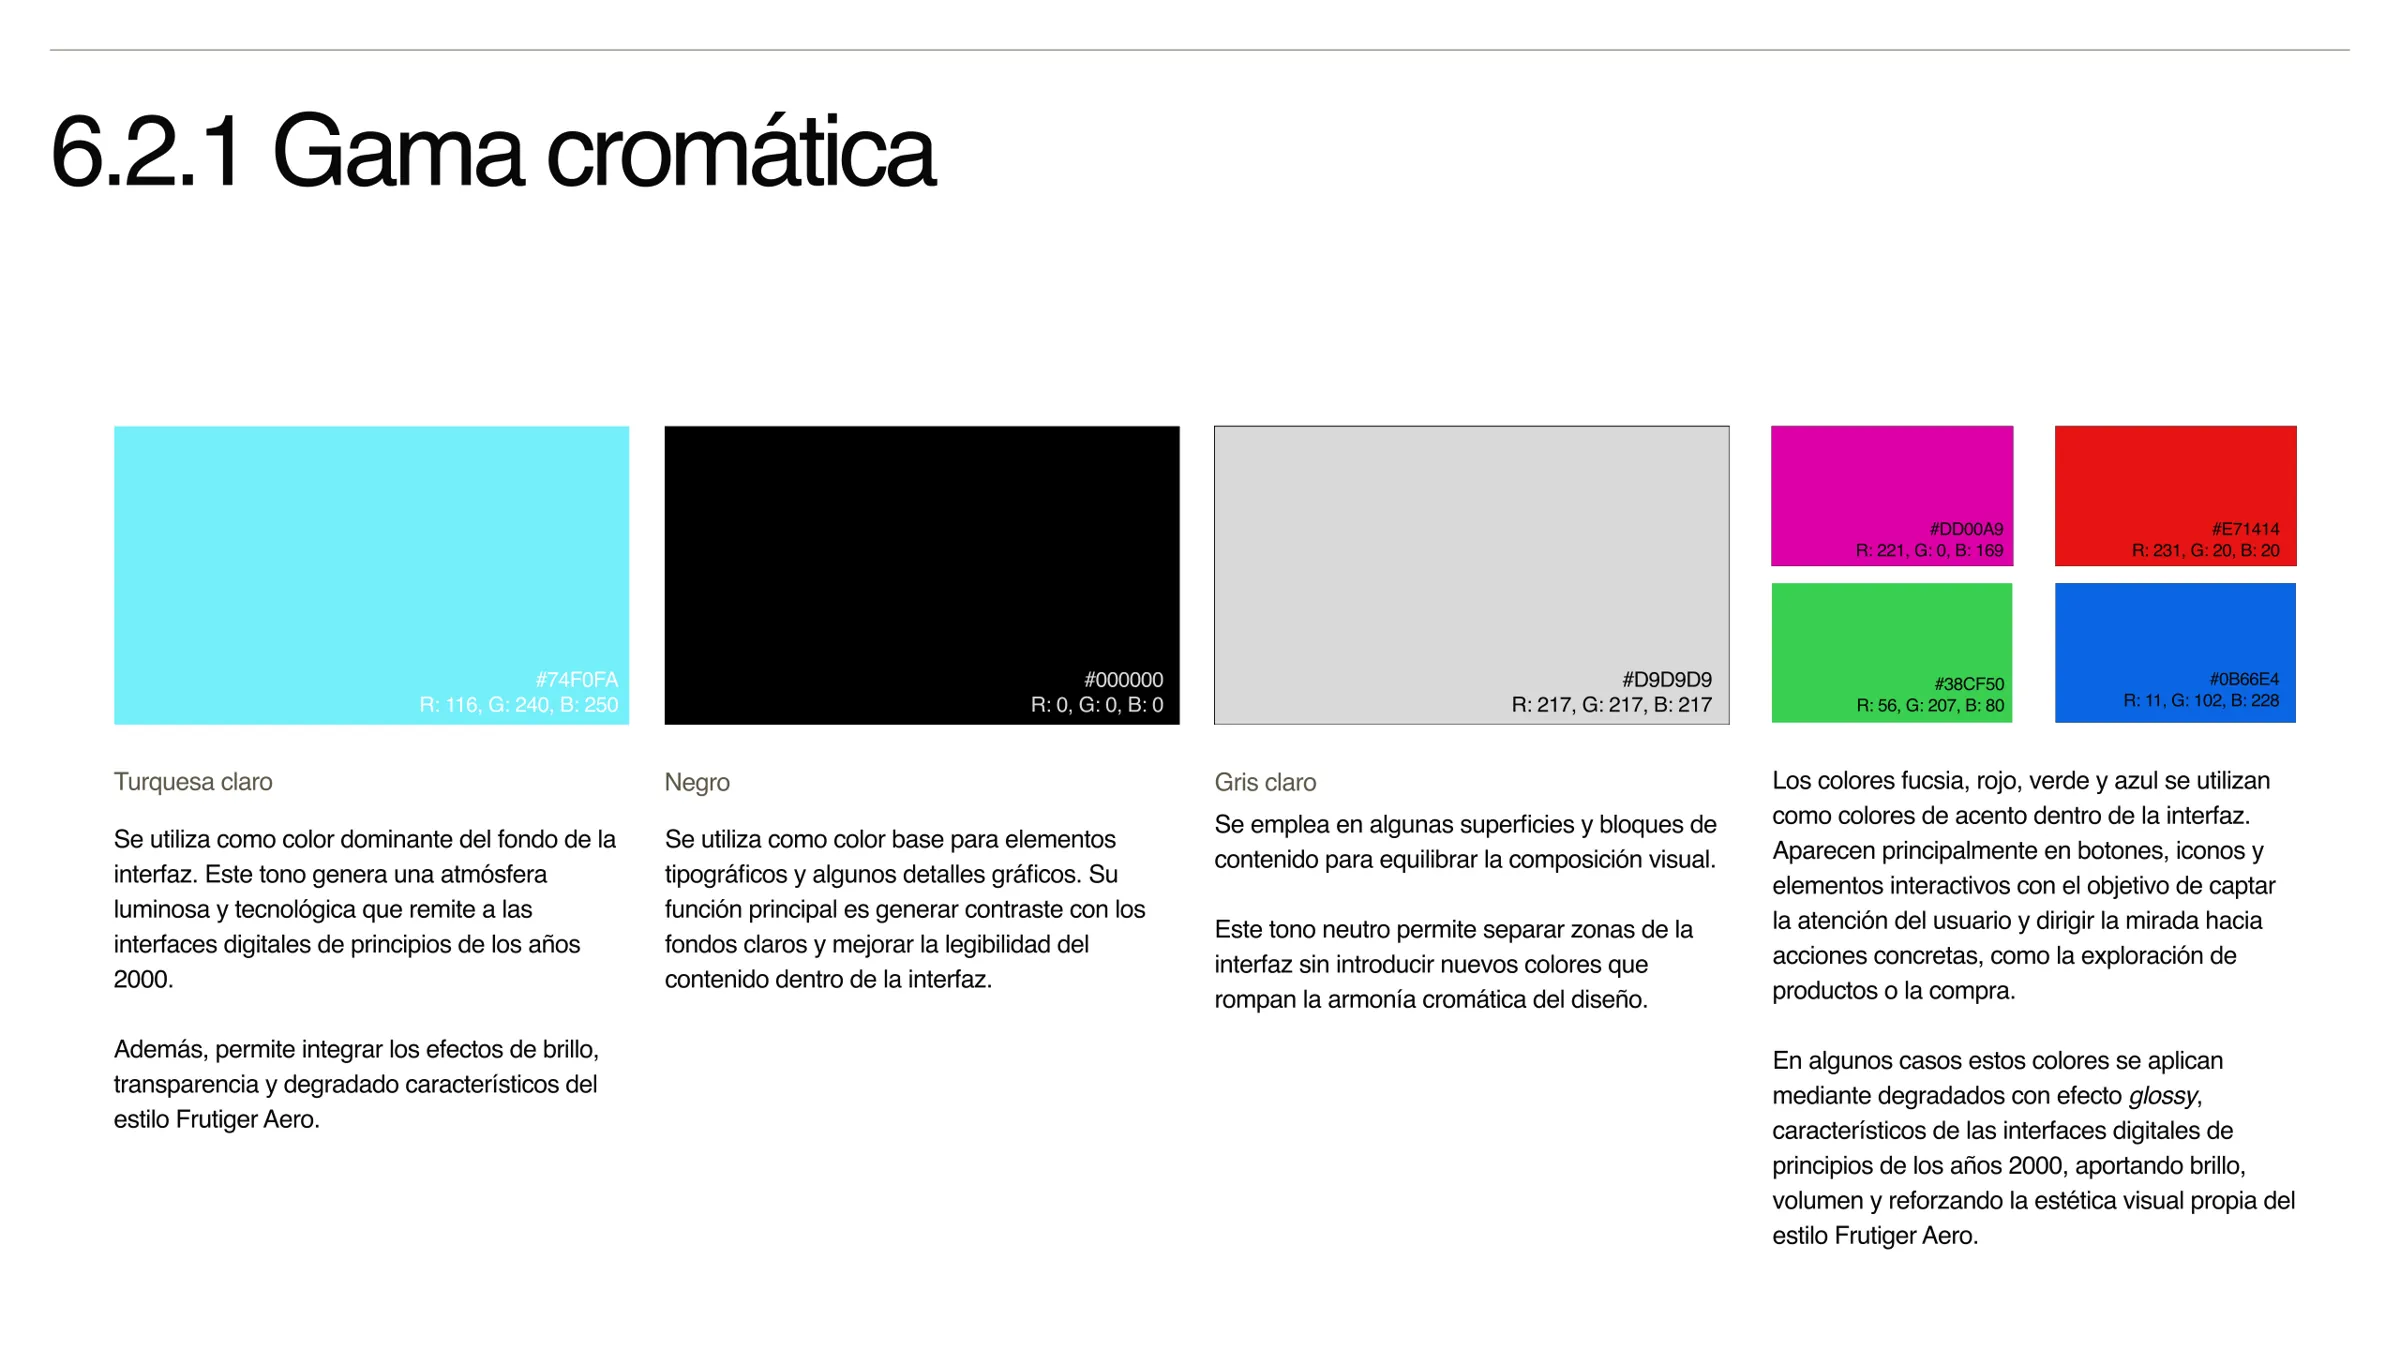 6.2.1 Gama cromática
#74F0FA
R: 116, G: 240, B: 250
Turquesa claro
Se utiliza como color dominante del fondo de la
interfaz. Este tono genera una atmósfera
luminosa y tecnológica que remite a las
interfaces digitales de principios de los años
2000.
Además, permite integrar los efectos de brillo,
transparencia y degradado característicos del
estilo Frutiger Aero.
#000000
R: 0, G: 0, B: 0
Negro
Se utiliza como color base para elementos
tipográficos y algunos detalles gráficos. Su
función principal es generar contraste con los
fondos claros y mejorar la legibilidad del
contenido dentro de la interfaz.
#D9D9D9
R: 217, G: 217, B: 217
Gris claro
Se emplea en algunas superficies y bloques de
contenido para equilibrar la composición visual.
Este tono neutro permite separar zonas de la
interfaz sin introducir nuevos colores que
rompan la armonía cromática del diseño.
#DD00A9
R: 221, G: 0, B: 169
#E71414
R: 231, G: 20, B: 20
#38CF50
R: 56, G: 207, B: 80
#0B66E4
R: 11, G: 102, B: 228
Los colores fucsia, rojo, verde y azul se utilizan
como colores de acento dentro de la interfaz.
Aparecen principalmente en botones, iconos y
elementos interactivos con el objetivo de captar
la atención del usuario y dirigir la mirada hacia
acciones concretas, como la exploración de
productos o la compra.
En algunos casos estos colores se aplican
mediante degradados con efecto glossy,
característicos de las interfaces digitales de
principios de los años 2000, aportando brillo,
volumen y reforzando la estética visual propia del
estilo Frutiger Aero.